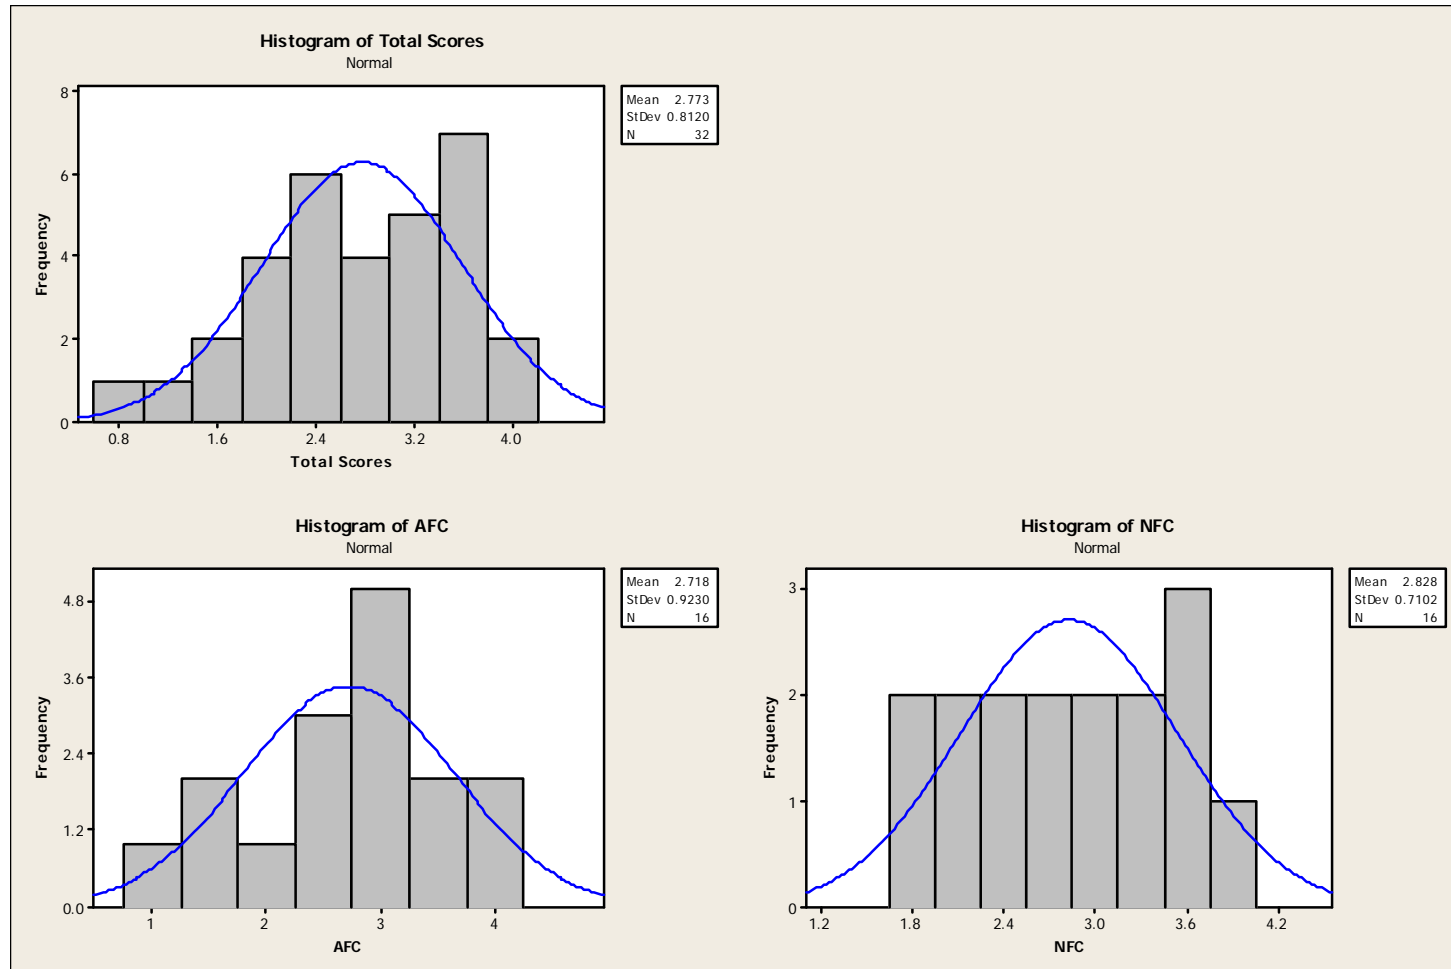 Histogram of Total Scores
Normal
8
6
4
2
0
Frequency
0.8 1.6 2.4 3.2 4.0
Total Scores
Mean 2.773
StDev 0.8120
N 32
Histogram of AFC
Normal
4.8
3.6
2.4
1.2
0.0
Frequency
1 2 3 4
AFC
Mean 2.718
StDev 0.9230
N 16
Histogram of NFC
Normal
3
2
1
0
Frequency
1.2 1.8 2.4 3.0 3.6 4.2
NFC
Mean 2.828
StDev 0.7102
N 16